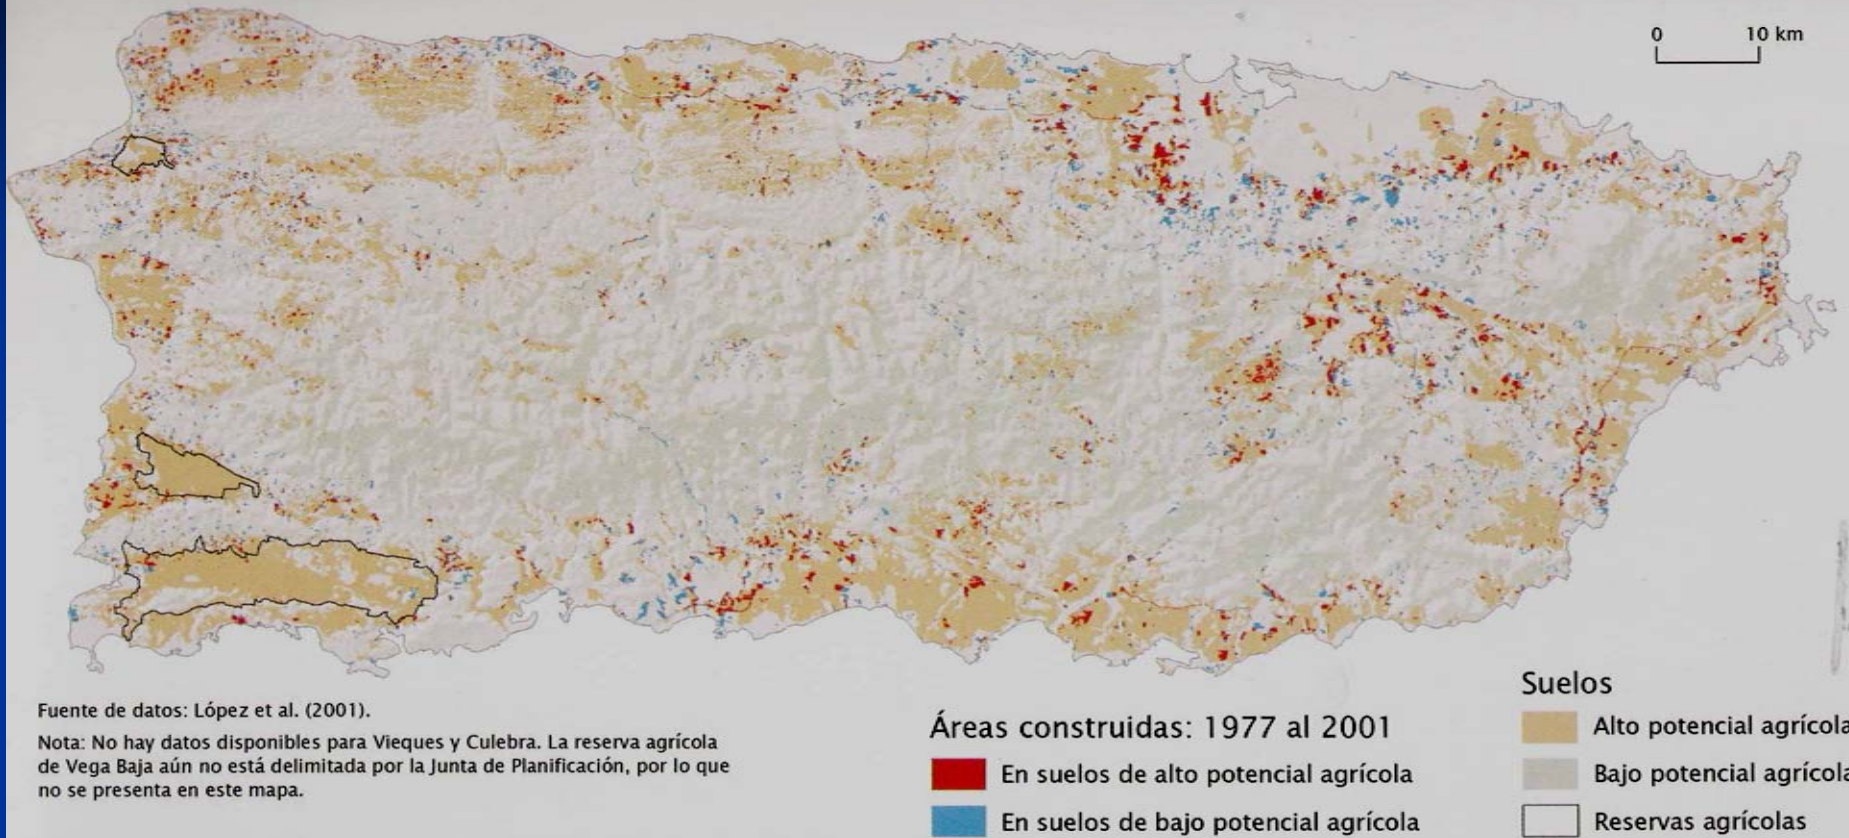 0 10 km
Fuente de datos: López et al. (2001).
Nota: No hay datos disponibles para Vieques y Culebra. La reserva agrícola
de Vega Baja aún no está delimitada por la Junta de Planificación, por lo que
no se presenta en este mapa.
Áreas construidas: 1977 al 2001
En suelos de alto potencial agrícola
En suelos de bajo potencial agrícola
Suelos
Alto potencial agrícola
Bajo potencial agrícola
Reservas agrícolas